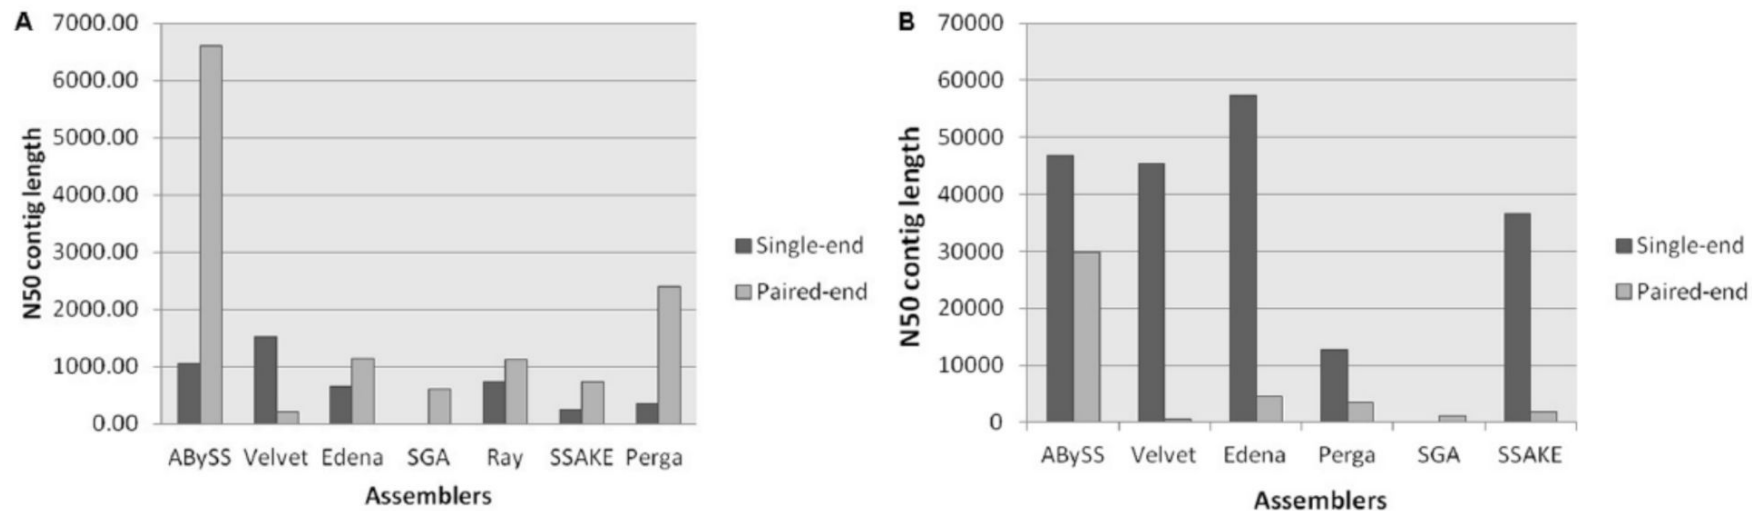 A
7000.00
6000.00
5000.00
4000.00
3000.00
2000.00
1000.00
0.00
N50 contig length
ABySS Velvet Edena SGA Ray SSAKE Perga
Assemblers
Single-end
Paired-end
B
70000
60000
50000
40000
30000
20000
10000
0
N50 contig length
ABySS Velvet Edena Perga SGA SSAKE
Assemblers
Single-end
Paired-end